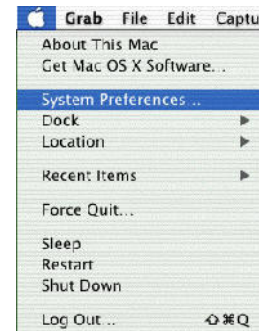 Grab File Edit Captu
About This Mac
Get Mac OS X Software...
System Preferences...
Dock
Location
Recent Items
Force Quit...
Sleep
Restart
Shut Down
Log Out... ⇧⌘Q